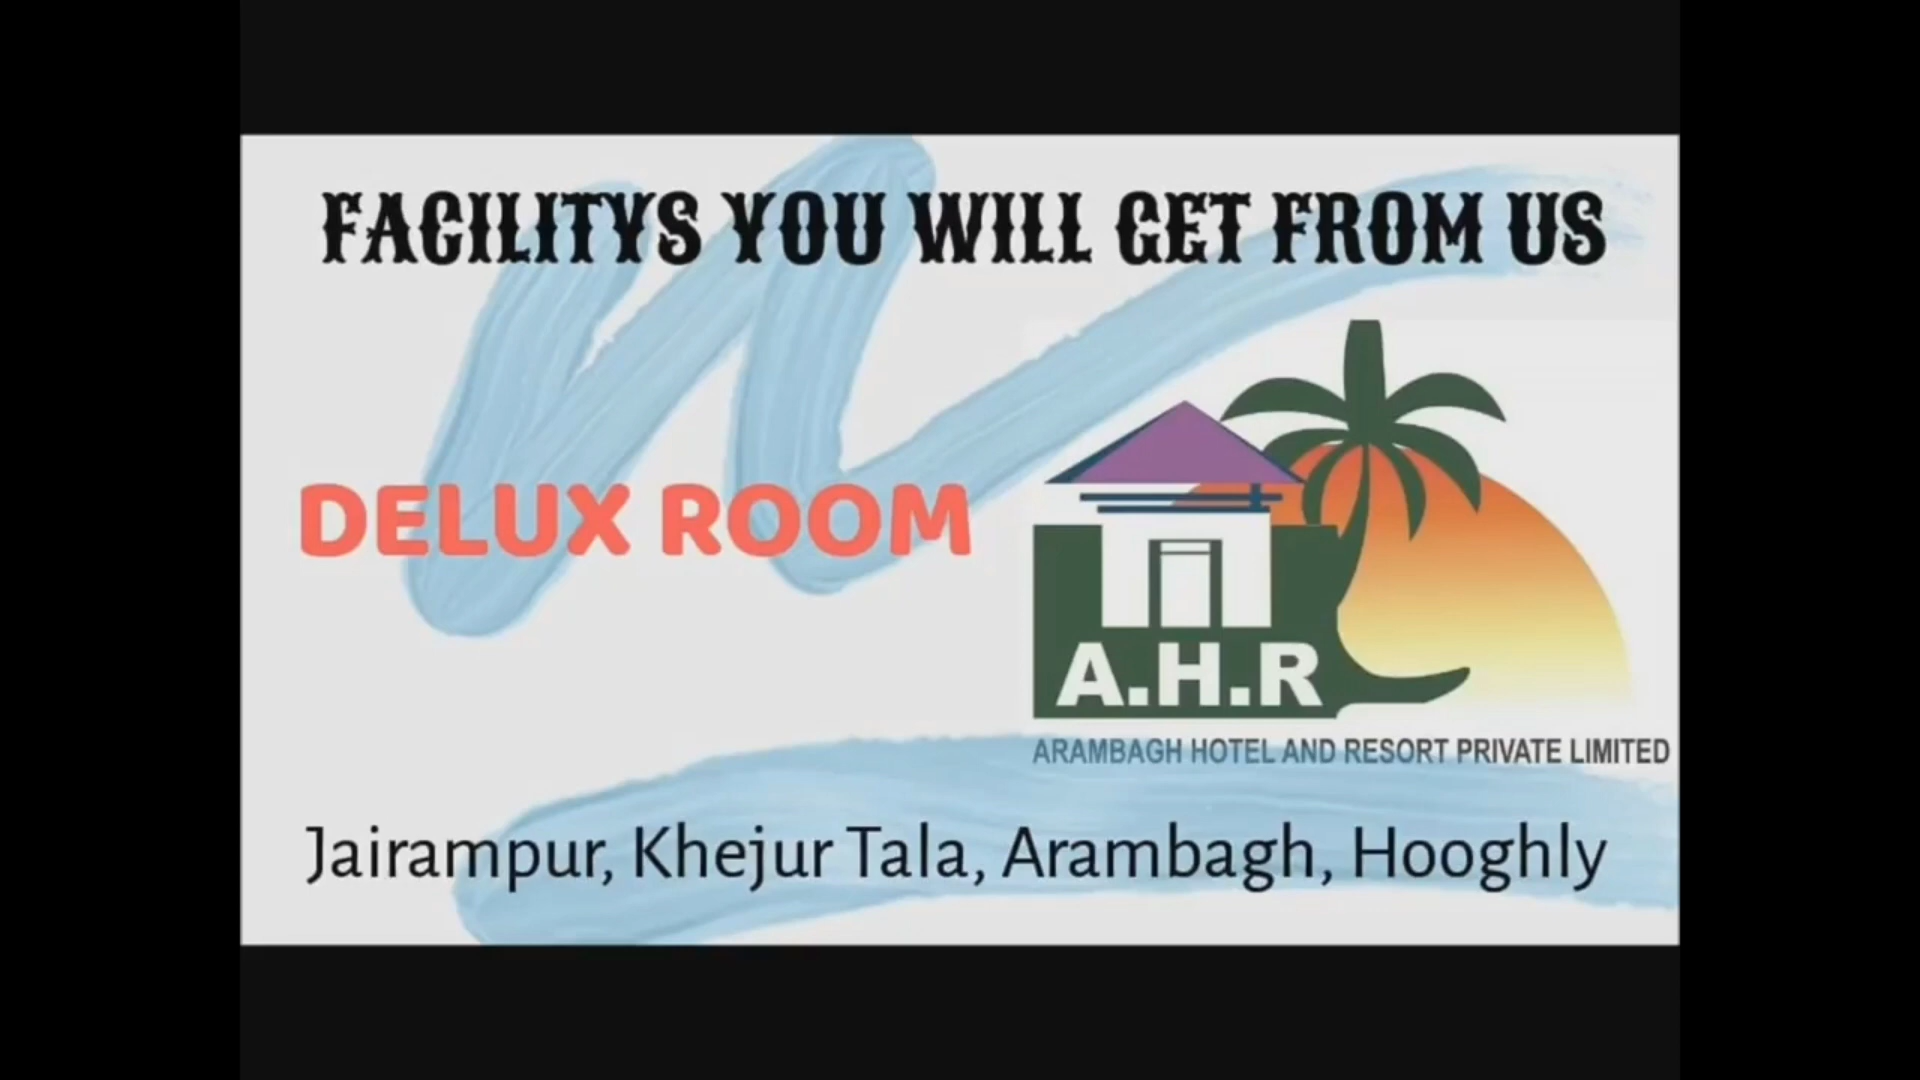 FACILITYS YOU WILL GET FROM US
DELUX ROOM
A.H.R
ARAMBAGH HOTEL AND RESORT PRIVATE LIMITED
Jairampur, Khejur Tala, Arambagh, Hooghly